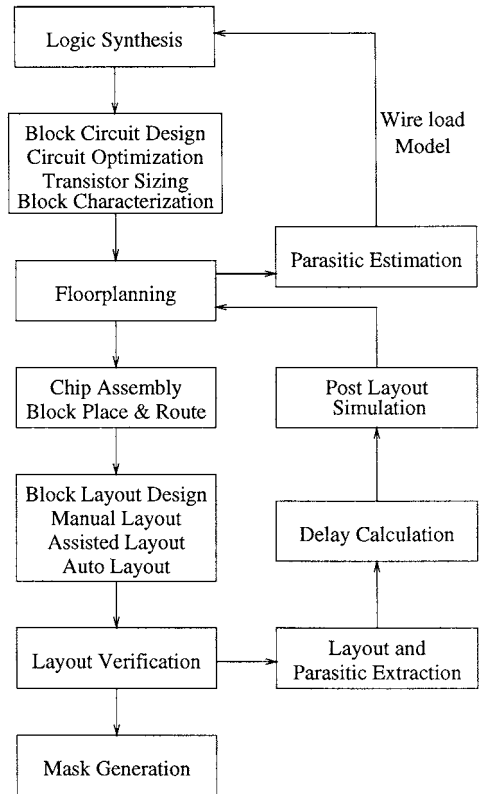 Logic Synthesis
Block Circuit Design
Circuit Optimization
Transistor Sizing
Block Characterization
Wire load
Model
Floorplanning
Parasitic Estimation
Chip Assembly
Block Place & Route
Post Layout
Simulation
Block Layout Design
Manual Layout
Assisted Layout
Auto Layout
Delay Calculation
Layout Verification
Layout and
Parasitic Extraction
Mask Generation